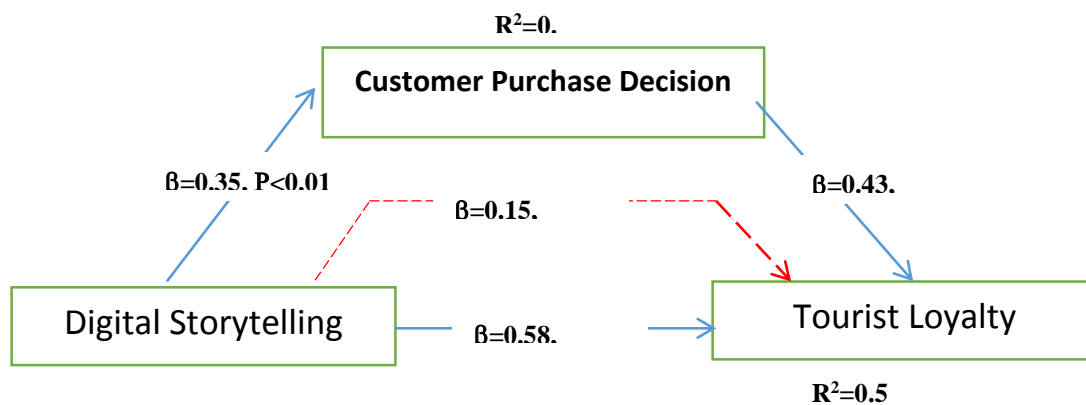 R²=0.
Customer Purchase Decision
β=0.35, P<0.01
β=0.43,
β=0.15,
Digital Storytelling
β=0.58,
Tourist Loyalty
R²=0.5